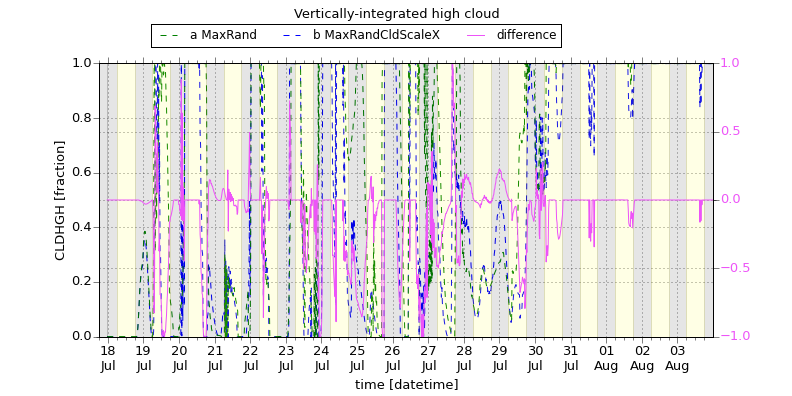 Vertically-integrated high cloud
a MaxRand
b MaxRandCldScaleX
difference
CLDHGH [fraction]
1.0
0.8
0.6
0.4
0.2
0.0
1.0
0.5
0.0
−0.5
−1.0
18 19 20 21 22 23 24 25 26 27 28 29 30 31 01 02 03
Jul Jul Jul Jul Jul Jul Jul Jul Jul Jul Jul Jul Jul Jul Aug Aug Aug
time [datetime]